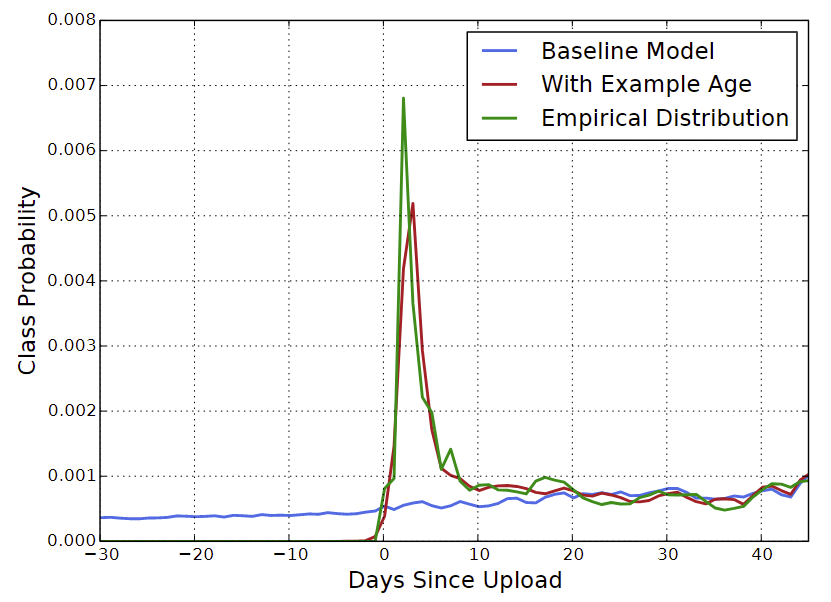 0.008
0.007
0.006
0.005
0.004
0.003
0.002
0.001
0.000
Class Probability
Baseline Model
With Example Age
Empirical Distribution
−30 −20 −10 0 10 20 30 40
Days Since Upload